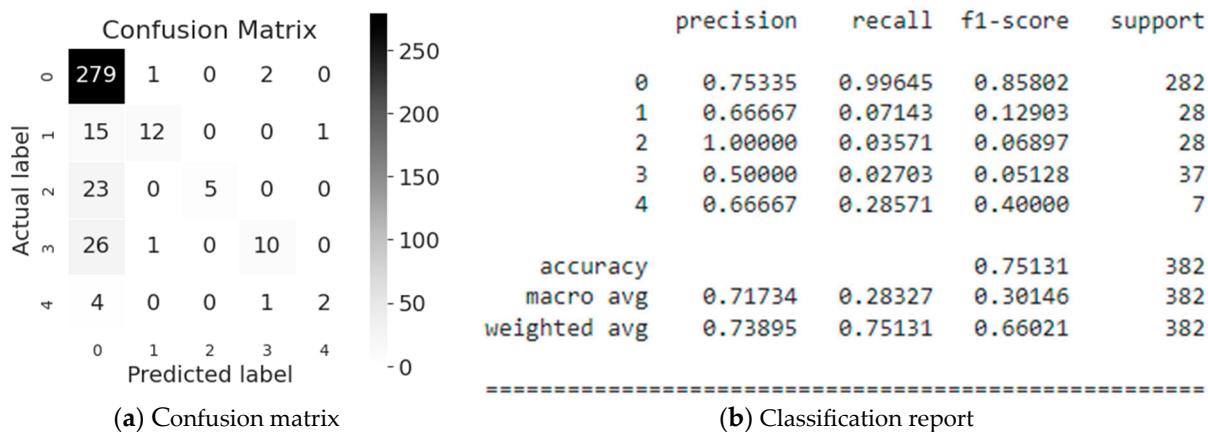 Confusion Matrix
Actual label
0 279 1 0 2 0
1 15 12 0 0 1
2 23 0 5 0 0
3 26 1 0 10 0
4 4 0 0 1 2
0 1 2 3 4
Predicted label
250
200
150
100
50
0
(a) Confusion matrix
precision recall f1-score support
0 0.75335 0.99645 0.85802 282
1 0.66667 0.07143 0.12903 28
2 1.00000 0.03571 0.06897 28
3 0.50000 0.02703 0.05128 37
4 0.66667 0.28571 0.40000 7
accuracy 0.75131 382
macro avg 0.71734 0.28327 0.30146 382
weighted avg 0.73895 0.75131 0.66021 382
======================================================
(b) Classification report